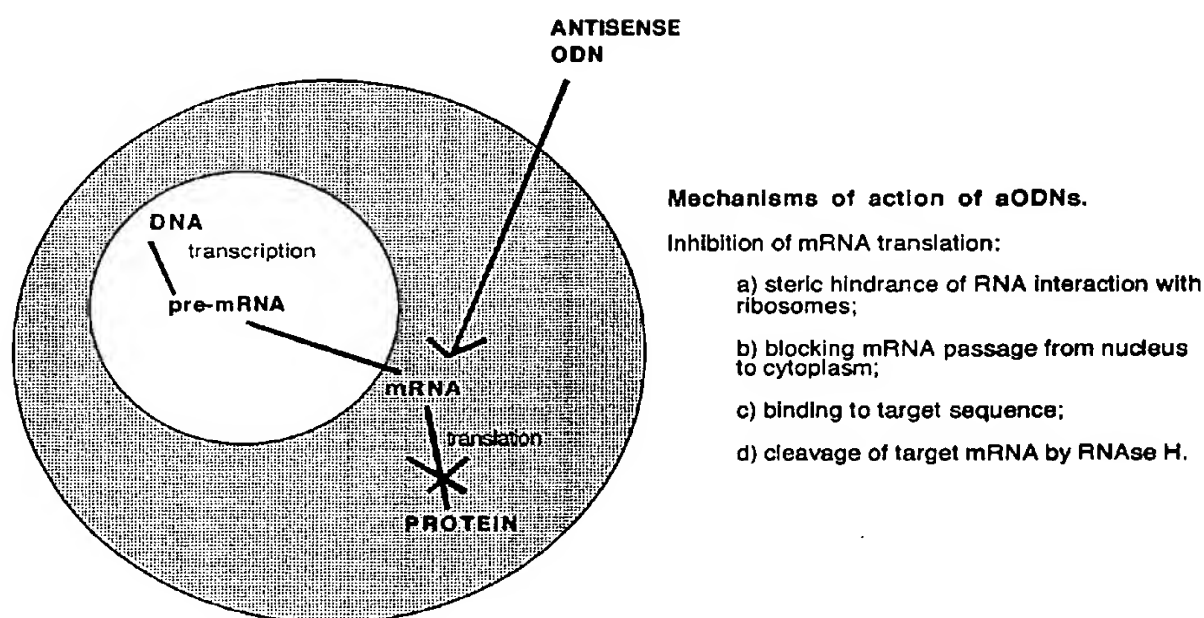 ANTISENSE
ODN
DNA
transcription
pre-mRNA
mRNA
translation
PROTEIN
Mechanisms of action of aODNs.
Inhibition of mRNA translation:
a) steric hindrance of RNA interaction with
ribosomes;
b) blocking mRNA passage from nucleus
to cytoplasm;
c) binding to target sequence;
d) cleavage of target mRNA by RNAse H.